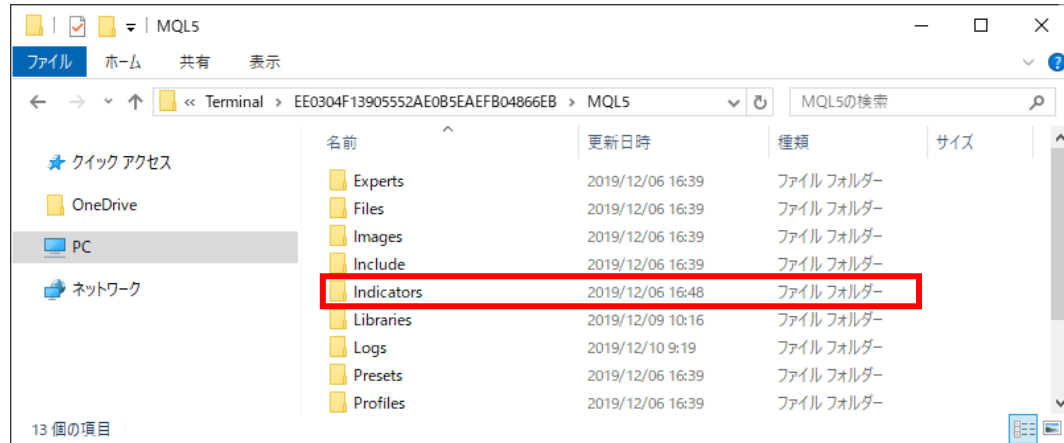 MQL5
ファイル ホーム 共有 表示
« Terminal > EE0304F13905552AE0B5EAEFB04866EB > MQL5 MQL5の検索
名前 更新日時 種類 サイズ
クイック アクセス
OneDrive
PC
ネットワーク
Experts 2019/12/06 16:39 ファイル フォルダー
Files 2019/12/06 16:39 ファイル フォルダー
Images 2019/12/06 16:39 ファイル フォルダー
Include 2019/12/06 16:39 ファイル フォルダー
Indicators 2019/12/06 16:48 ファイル フォルダー
Libraries 2019/12/09 10:16 ファイル フォルダー
Logs 2019/12/10 9:19 ファイル フォルダー
Presets 2019/12/06 16:39 ファイル フォルダー
Profiles 2019/12/06 16:39 ファイル フォルダー
13 個の項目